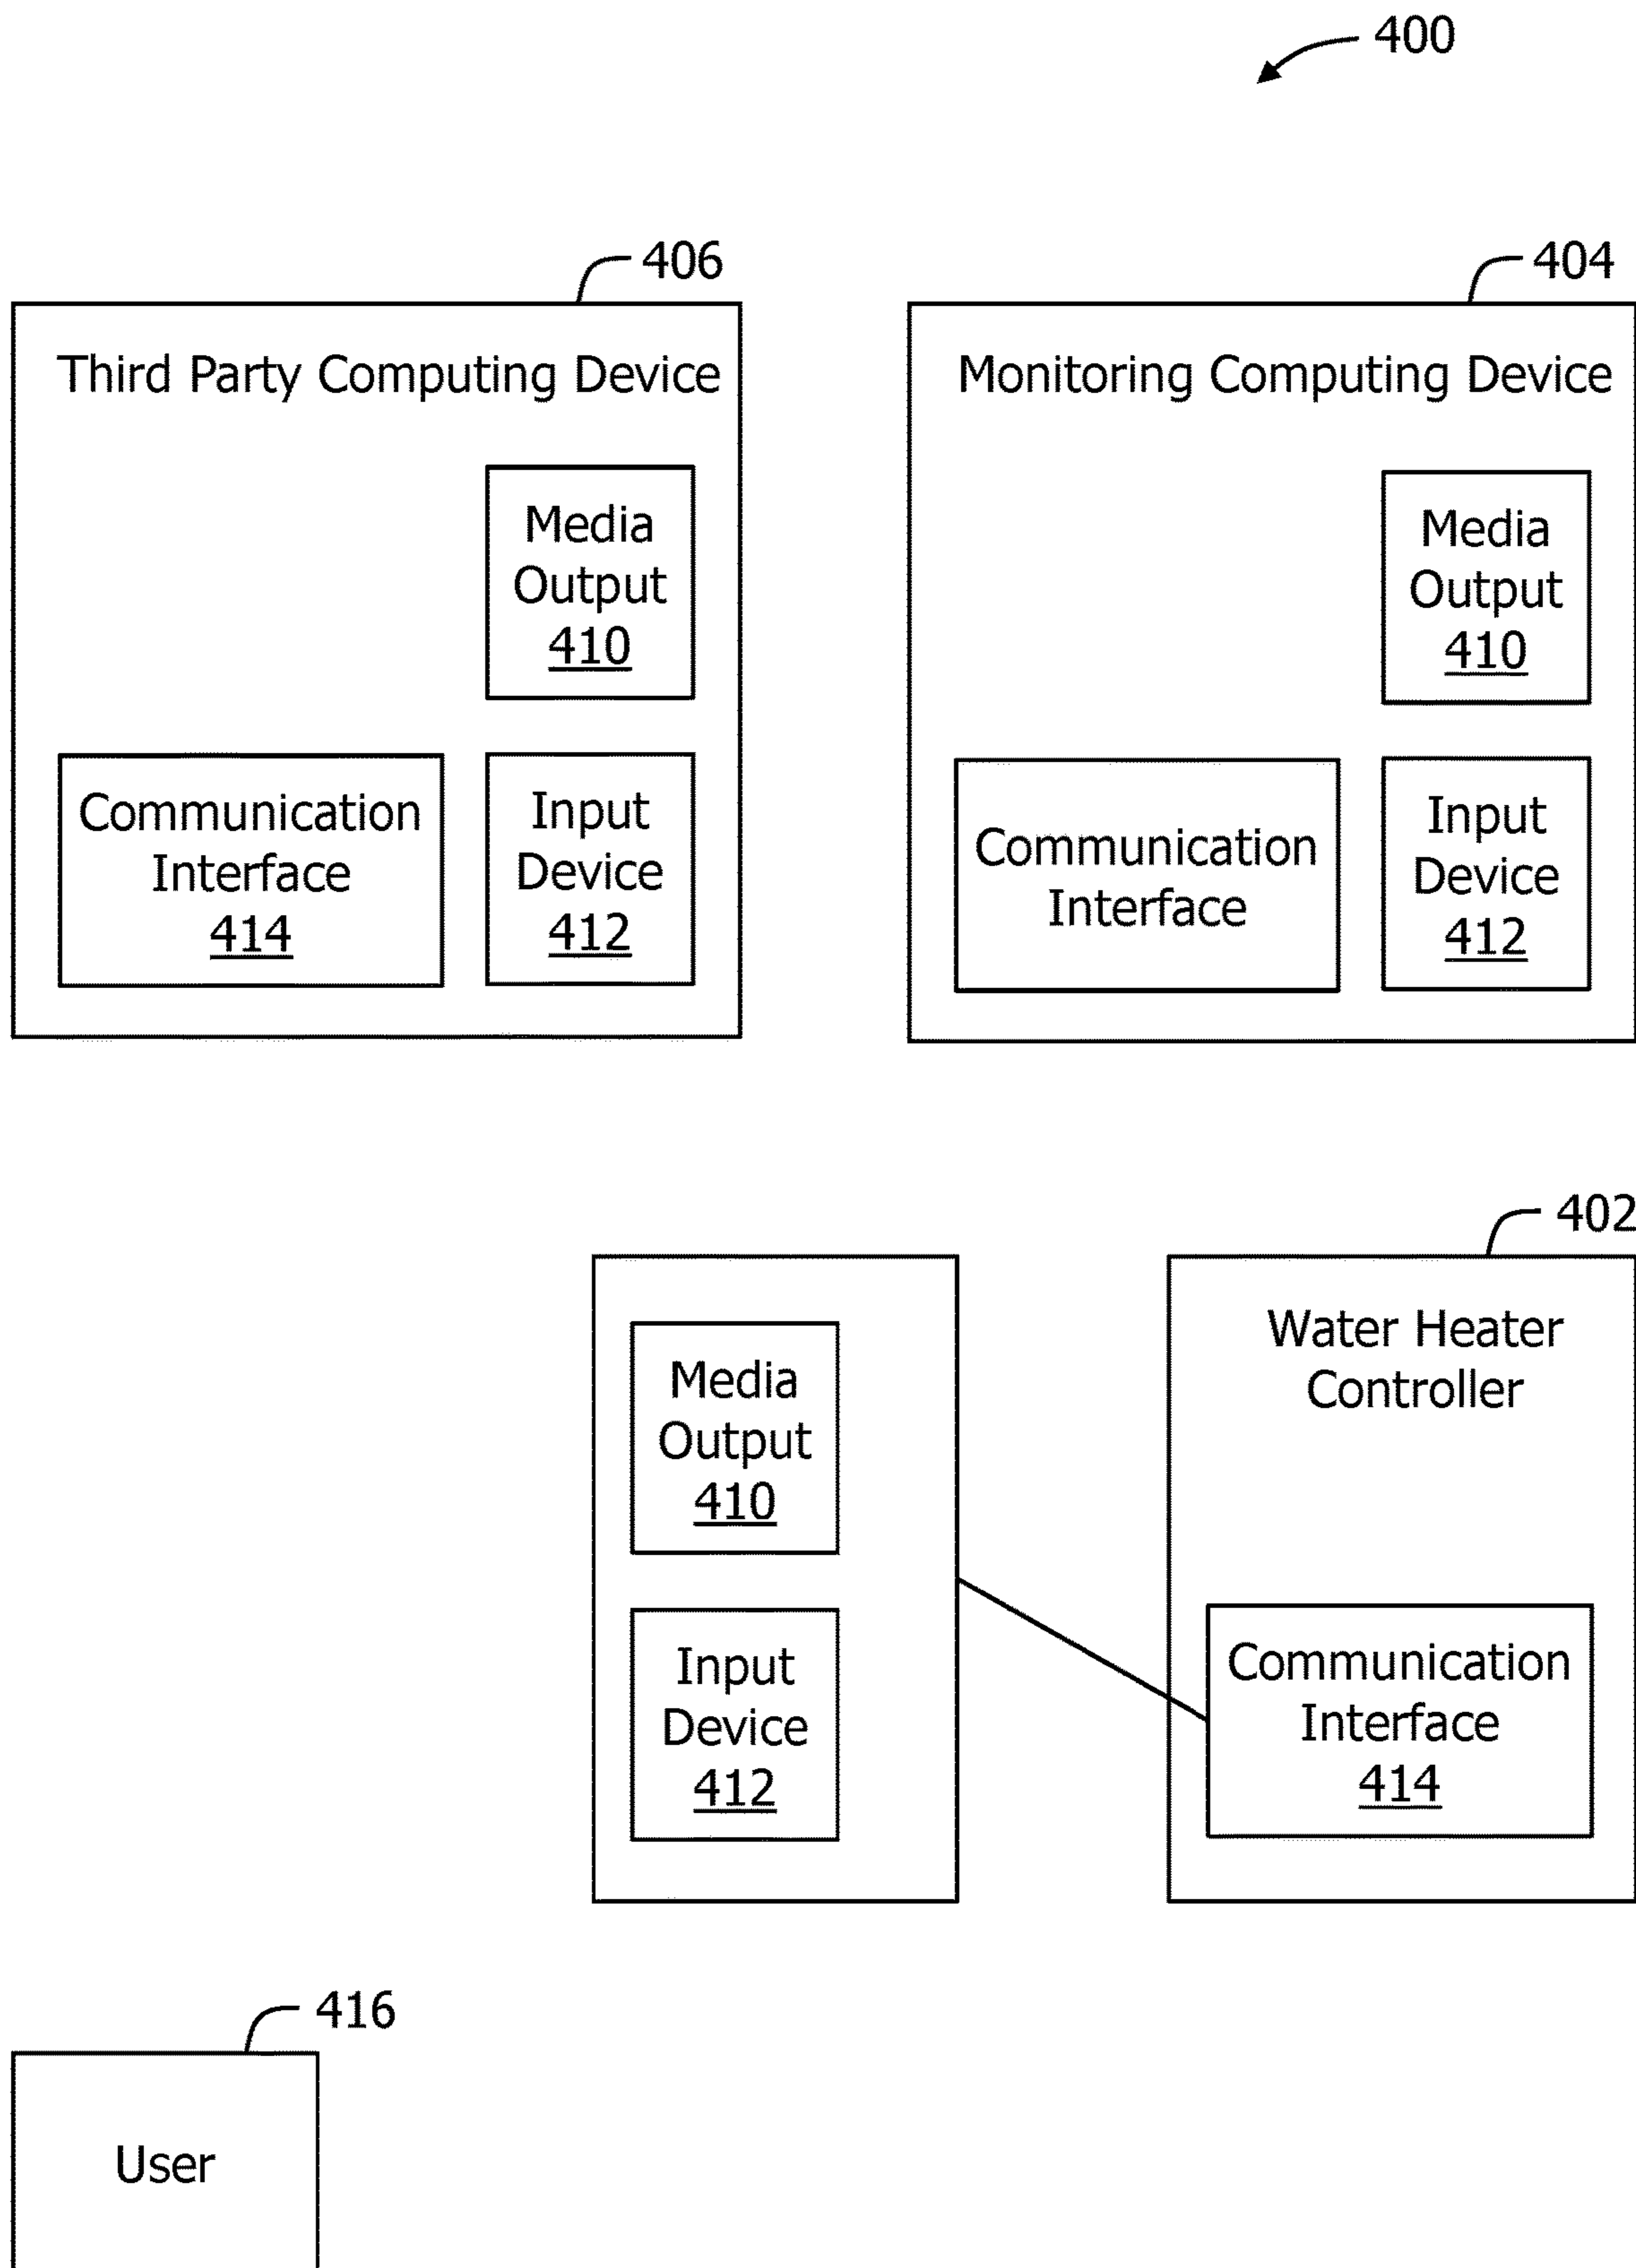 400
406
404
Third Party Computing Device
Monitoring Computing Device
Media
Output
410
Media
Output
410
Communication
Interface
414
Input
Device
412
Communication
Interface
Input
Device
412
402
Media
Output
410
Input
Device
412
Water Heater
Controller
Communication
Interface
414
416
User